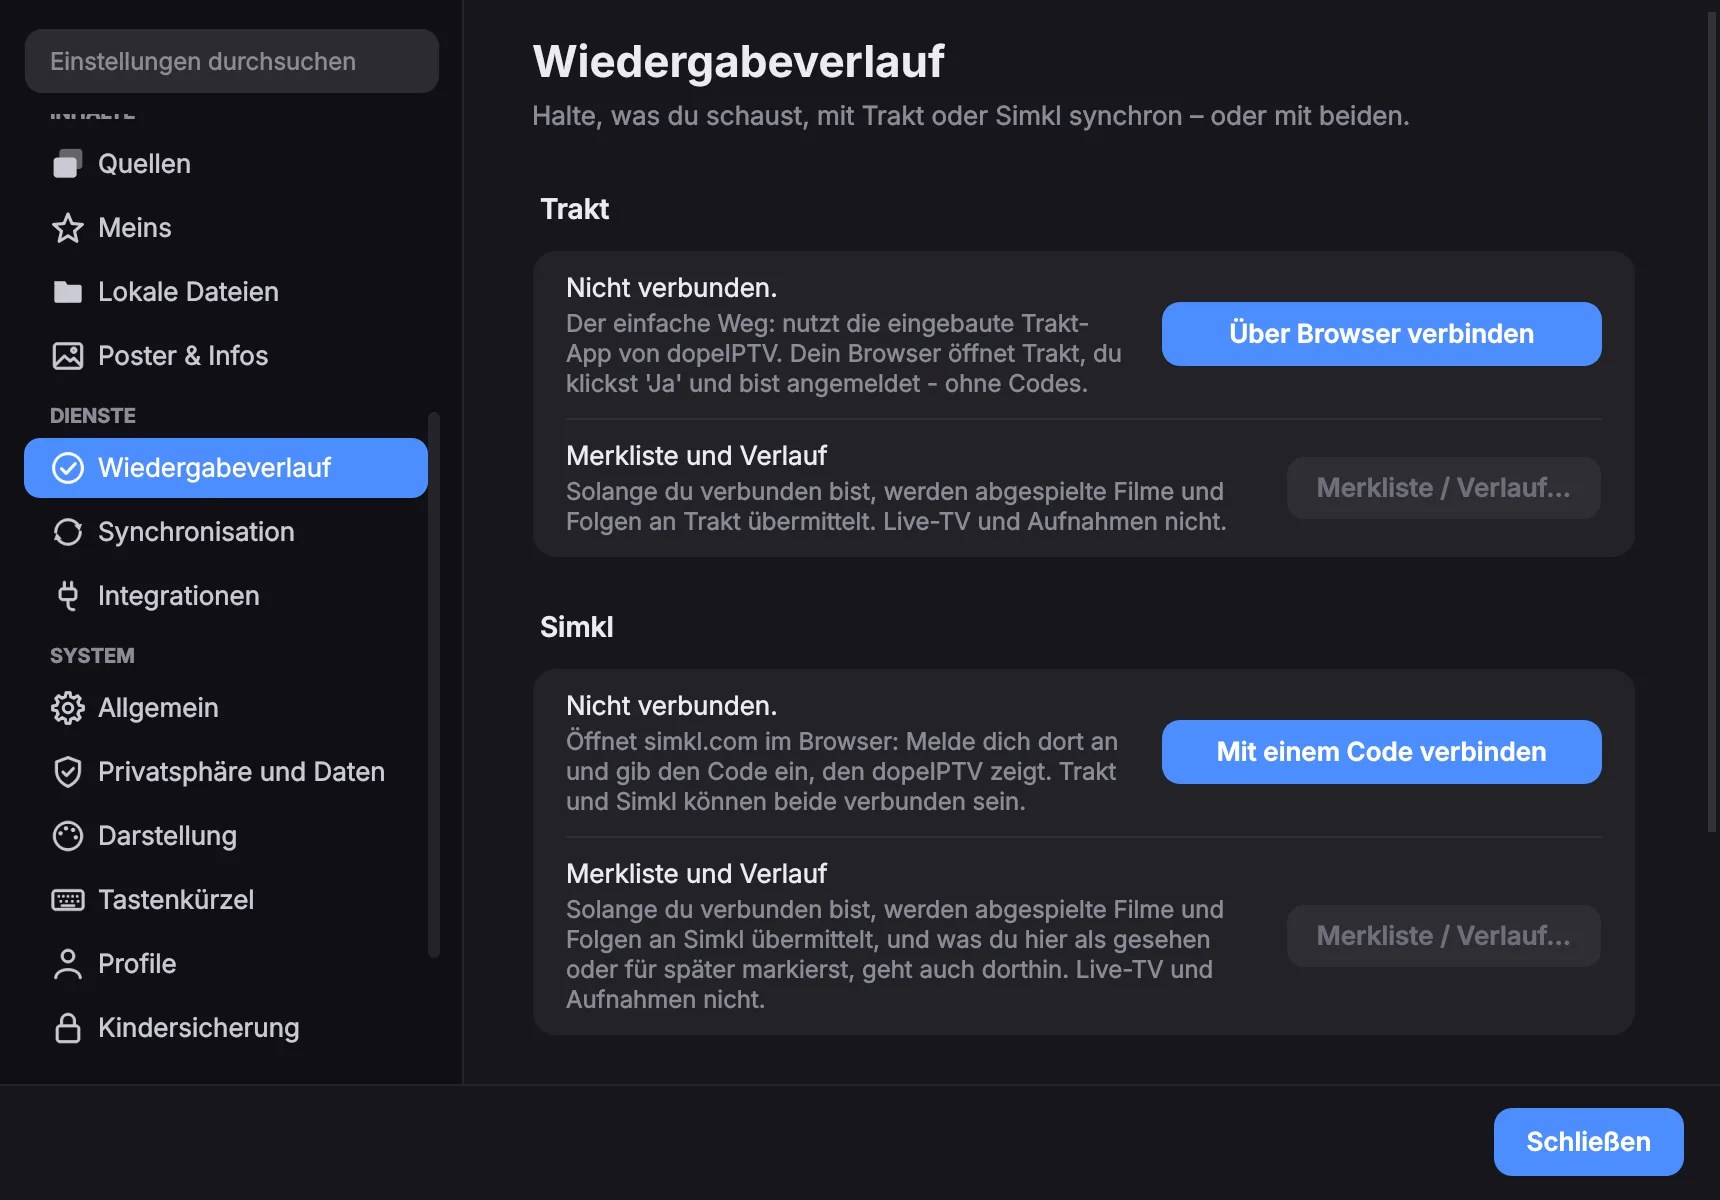 Einstellungen durchsuchen
INHALTE
Quellen
Meins
Lokale Dateien
Poster & Infos
DIENSTE
Wiedergabeverlauf
Synchronisation
Integrationen
SYSTEM
Allgemein
Privatsphäre und Daten
Darstellung
Tastenkürzel
Profile
Kindersicherung
Wiedergabeverlauf
Halte, was du schaust, mit Trakt oder Simkl synchron – oder mit beiden.
Trakt
Nicht verbunden.
Der einfache Weg: nutzt die eingebaute Trakt-
App von dopeIPTV. Dein Browser öffnet Trakt, du
klickst 'Ja' und bist angemeldet - ohne Codes.
Über Browser verbinden
Merkliste und Verlauf
Solange du verbunden bist, werden abgespielte Filme und
Folgen an Trakt übermittelt. Live-TV und Aufnahmen nicht.
Merkliste / Verlauf...
Simkl
Nicht verbunden.
Öffnet simkl.com im Browser: Melde dich dort an
und gib den Code ein, den dopeIPTV zeigt. Trakt
und Simkl können beide verbunden sein.
Mit einem Code verbinden
Merkliste und Verlauf
Solange du verbunden bist, werden abgespielte Filme und
Folgen an Simkl übermittelt, und was du hier als gesehen
oder für später markierst, geht auch dorthin. Live-TV und
Aufnahmen nicht.
Merkliste / Verlauf...
Schließen